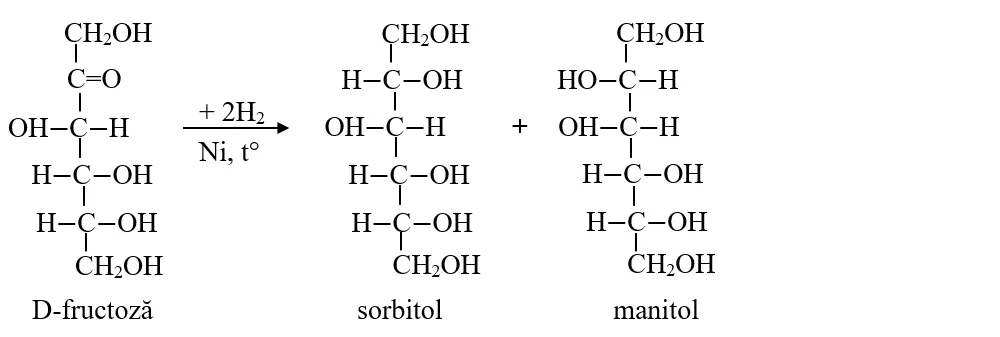 CH₂OH CH₂OH CH₂OH
C=O H–C–OH HO–C–H
OH–C–H + 2H₂ OH–C–H + OH–C–H
H–C–OH Ni, t° H–C–OH H–C–OH
H–C–OH H–C–OH H–C–OH
CH₂OH CH₂OH CH₂OH
D-fructoză sorbitol manitol